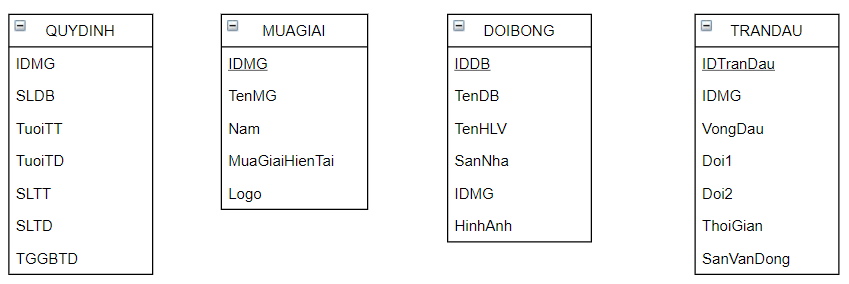 QUYDINH
IDMG
SLDB
TuoiTT
TuoiTD
SLTT
SLTD
TGGBTD
MUAGIAI
IDMG
TenMG
Nam
MuaGiaiHienTai
Logo
DOIBONG
IDDB
TenDB
TenHLV
SanNha
IDMG
HinhAnh
TRANDAU
IDTranDau
IDMG
VongDau
Doi1
Doi2
ThoiGian
SanVanDong